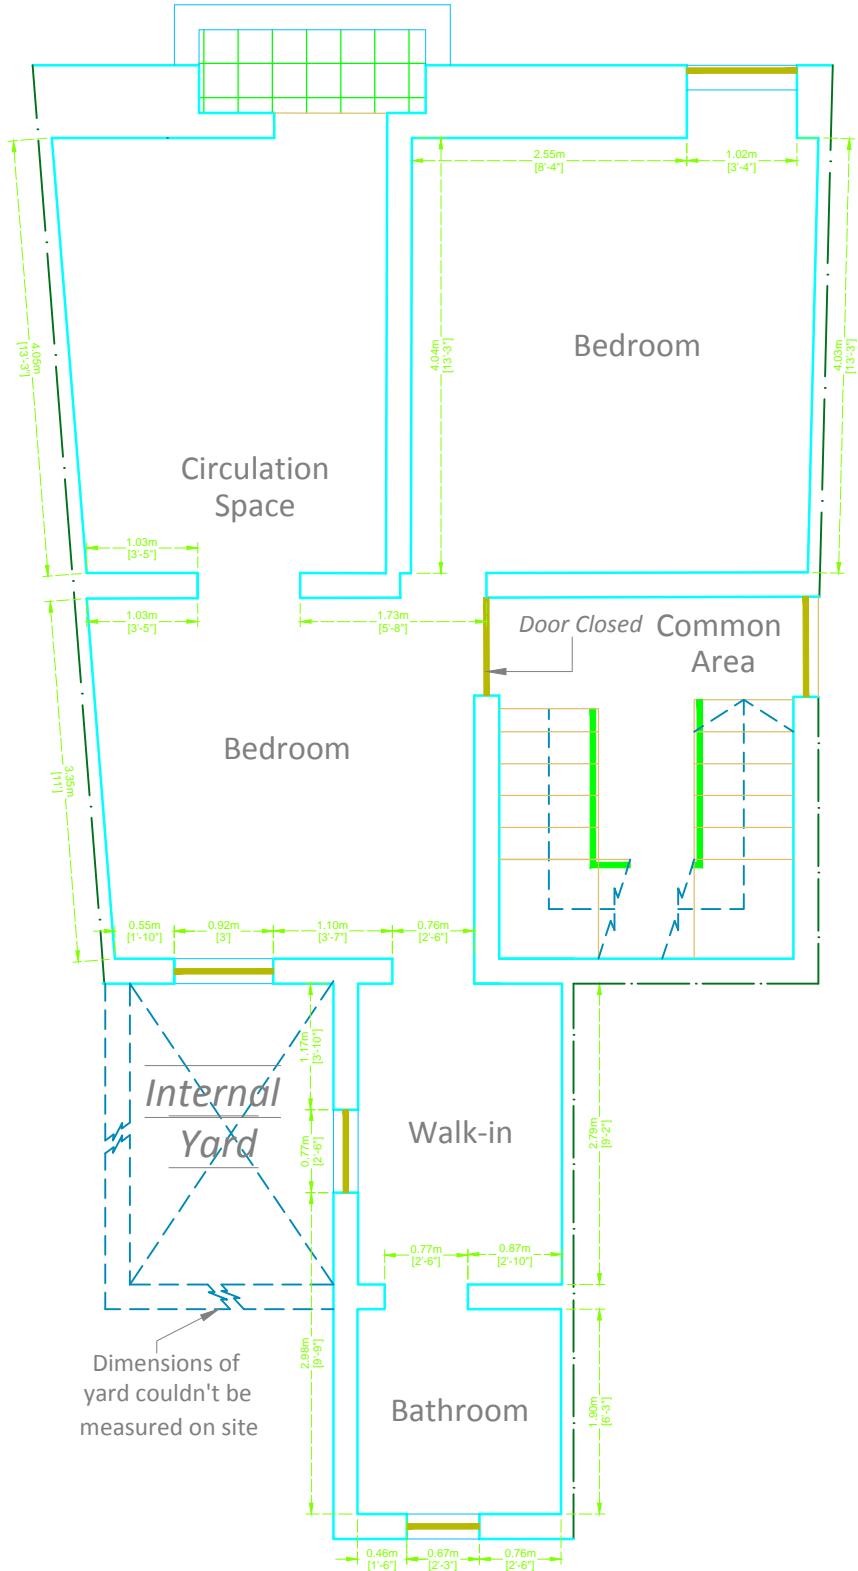 2.55m
[8'-4"]
1.02m
[3'-4"]
4.05m
[13'-3"]
4.04m
[13'-3"]
Bedroom
4.03m
[13'-3"]
Circulation
Space
1.03m
[3'-5"]
1.03m
[3'-5"]
1.73m
[5'-8"]
Door Closed
Common
Area
Bedroom
3.35m
[11']
0.55m
[1'-10"]
0.92m
[3']
1.10m
[3'-7"]
0.76m
[2'-6"]
1.17m
[3'-10"]
Internal
Yard
0.77m
[2'-6"]
Walk-in
2.79m
[9'-2"]
0.77m
[2'-6"]
0.87m
[2'-10"]
2.98m
[9'-9"]
Dimensions of
yard couldn't be
measured on site
Bathroom
1.90m
[6'-3"]
0.46m
[1'-6"]
0.67m
[2'-3"]
0.76m
[2'-6"]